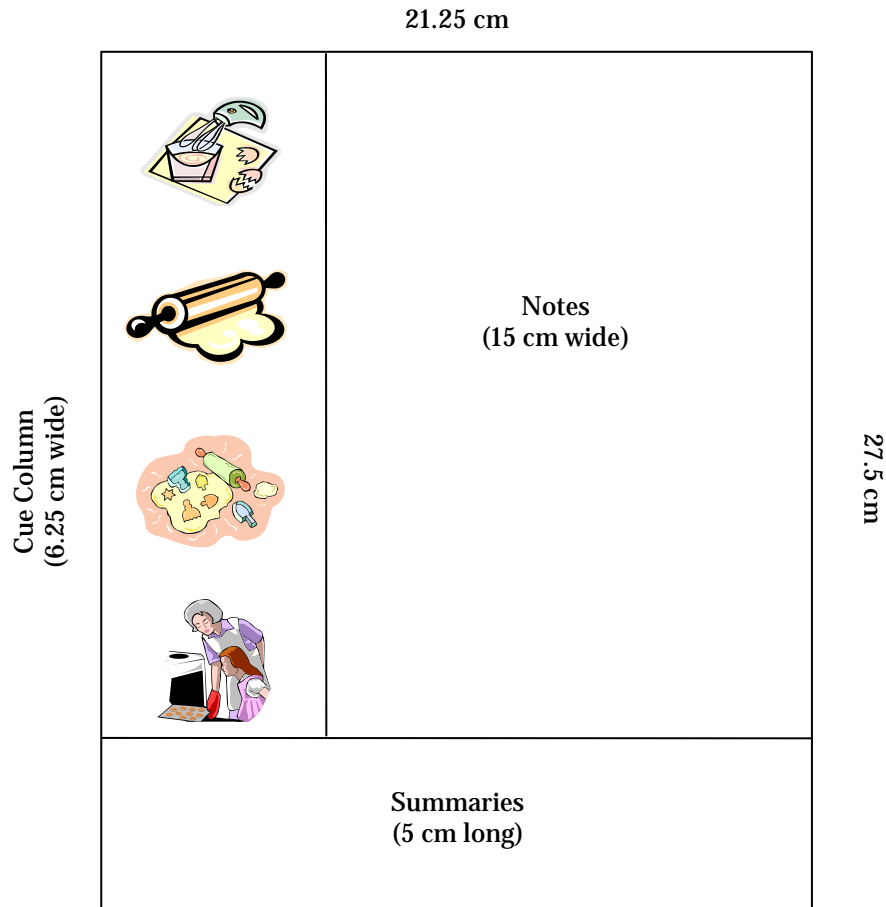 21.25 cm
Notes
(15 cm wide)
Cue Column
(6.25 cm wide)
27.5 cm
Summaries
(5 cm long)